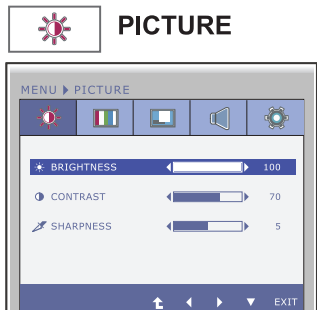 PICTURE
MENU PICTURE
BRIGHTNESS 100
CONTRAST 70
SHARPNESS 5
EXIT